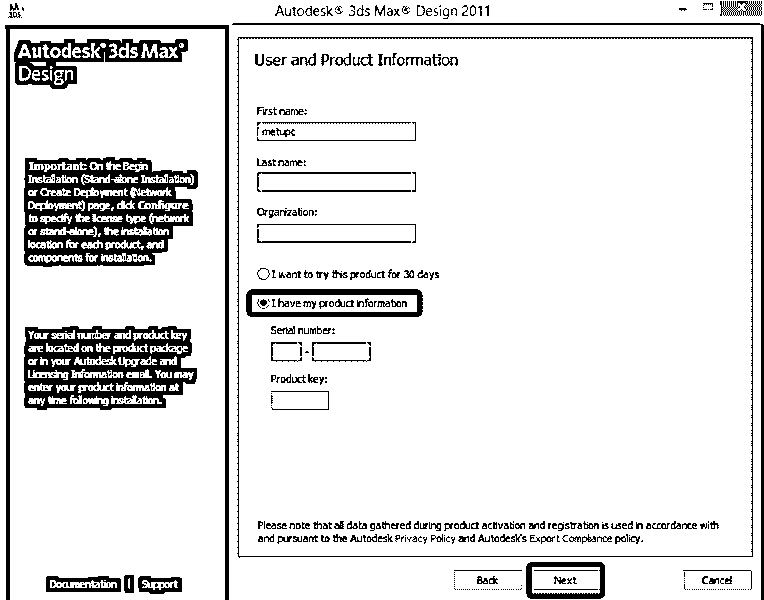 Autodesk® 3ds Max® Design 2011
Autodesk® 3ds Max®
Design
Important: On the Begin
Installation (Stand-alone Installation)
or Create Deployment (Network
Deployment) page, click Configure
to specify the license type (network
or stand-alone), the installation
location for each product, and
components for installation.
Your serial number and product key
are located on the product package
or in your Autodesk Upgrade and
Licensing Information email. You may
enter your product information at
any time following installation.
Documentation | Support
User and Product Information
First name:
metupc
Last name:
Organization:
I want to try this product for 30 days
I have my product information
Serial number:
-
Product key:
Please note that all data gathered during product activation and registration is used in accordance with
and pursuant to the Autodesk Privacy Policy and Autodesk's Export Compliance policy.
Back
Next
Cancel